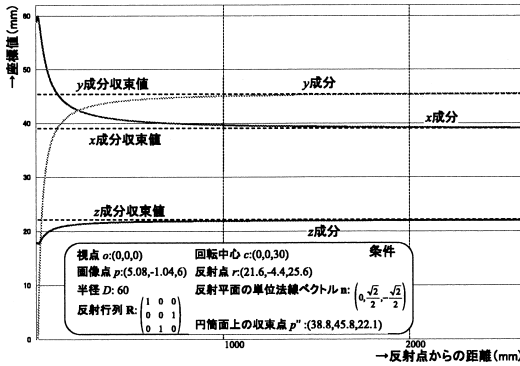 →座標値(mm)
60
50
40
30
20
10
0
y成分収束値
y成分
x成分
x成分収束値
z成分収束値
z成分
条件
視点 o:(0,0,0)
回転中心 c:(0,0,30)
画像点 p:(5.08,-1.04,6)
反射点 r:(21.6,-4.4,25.6)
半径 D: 60
反射平面の単位法線ベクトル n: (0, √2/2, -√2/2)
反射行列 R: (1 0 0
0 0 1
0 1 0)
円筒面上の収束点 p'' :(38.8,45.8,22.1)
1000
2000
→反射点からの距離(mm)